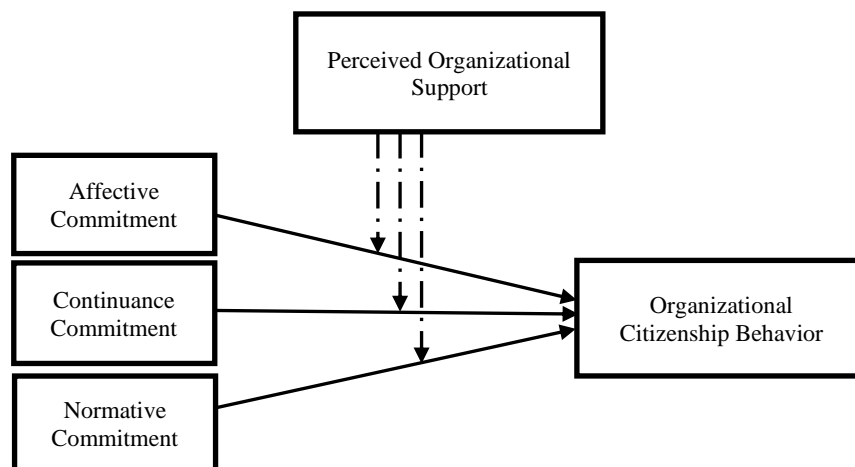 Perceived Organizational
Support
Affective
Commitment
Continuance
Commitment
Organizational
Citizenship Behavior
Normative
Commitment